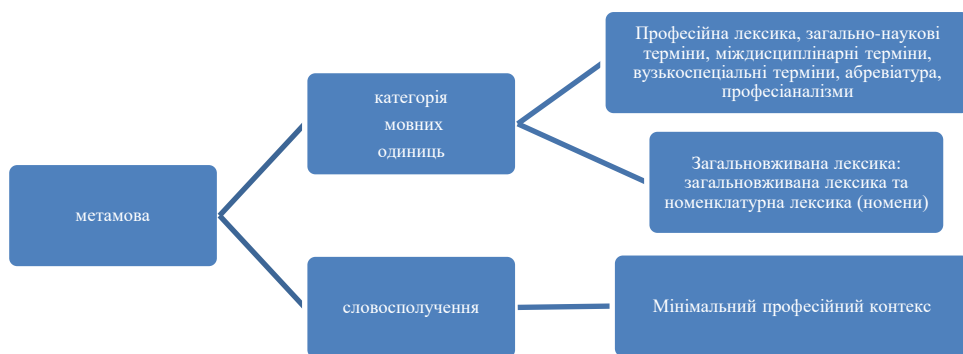 Професійна лексика, загально-наукові
терміни, міждисциплінарні терміни,
вузькоспеціальні терміни, абревіатура,
професіаналізми
категорія
мовних
одиниць
Загальновживана лексика:
загальновживана лексика та
номенклатурна лексика (номени)
метамова
словосполучення
Мінімальний професійний контекс